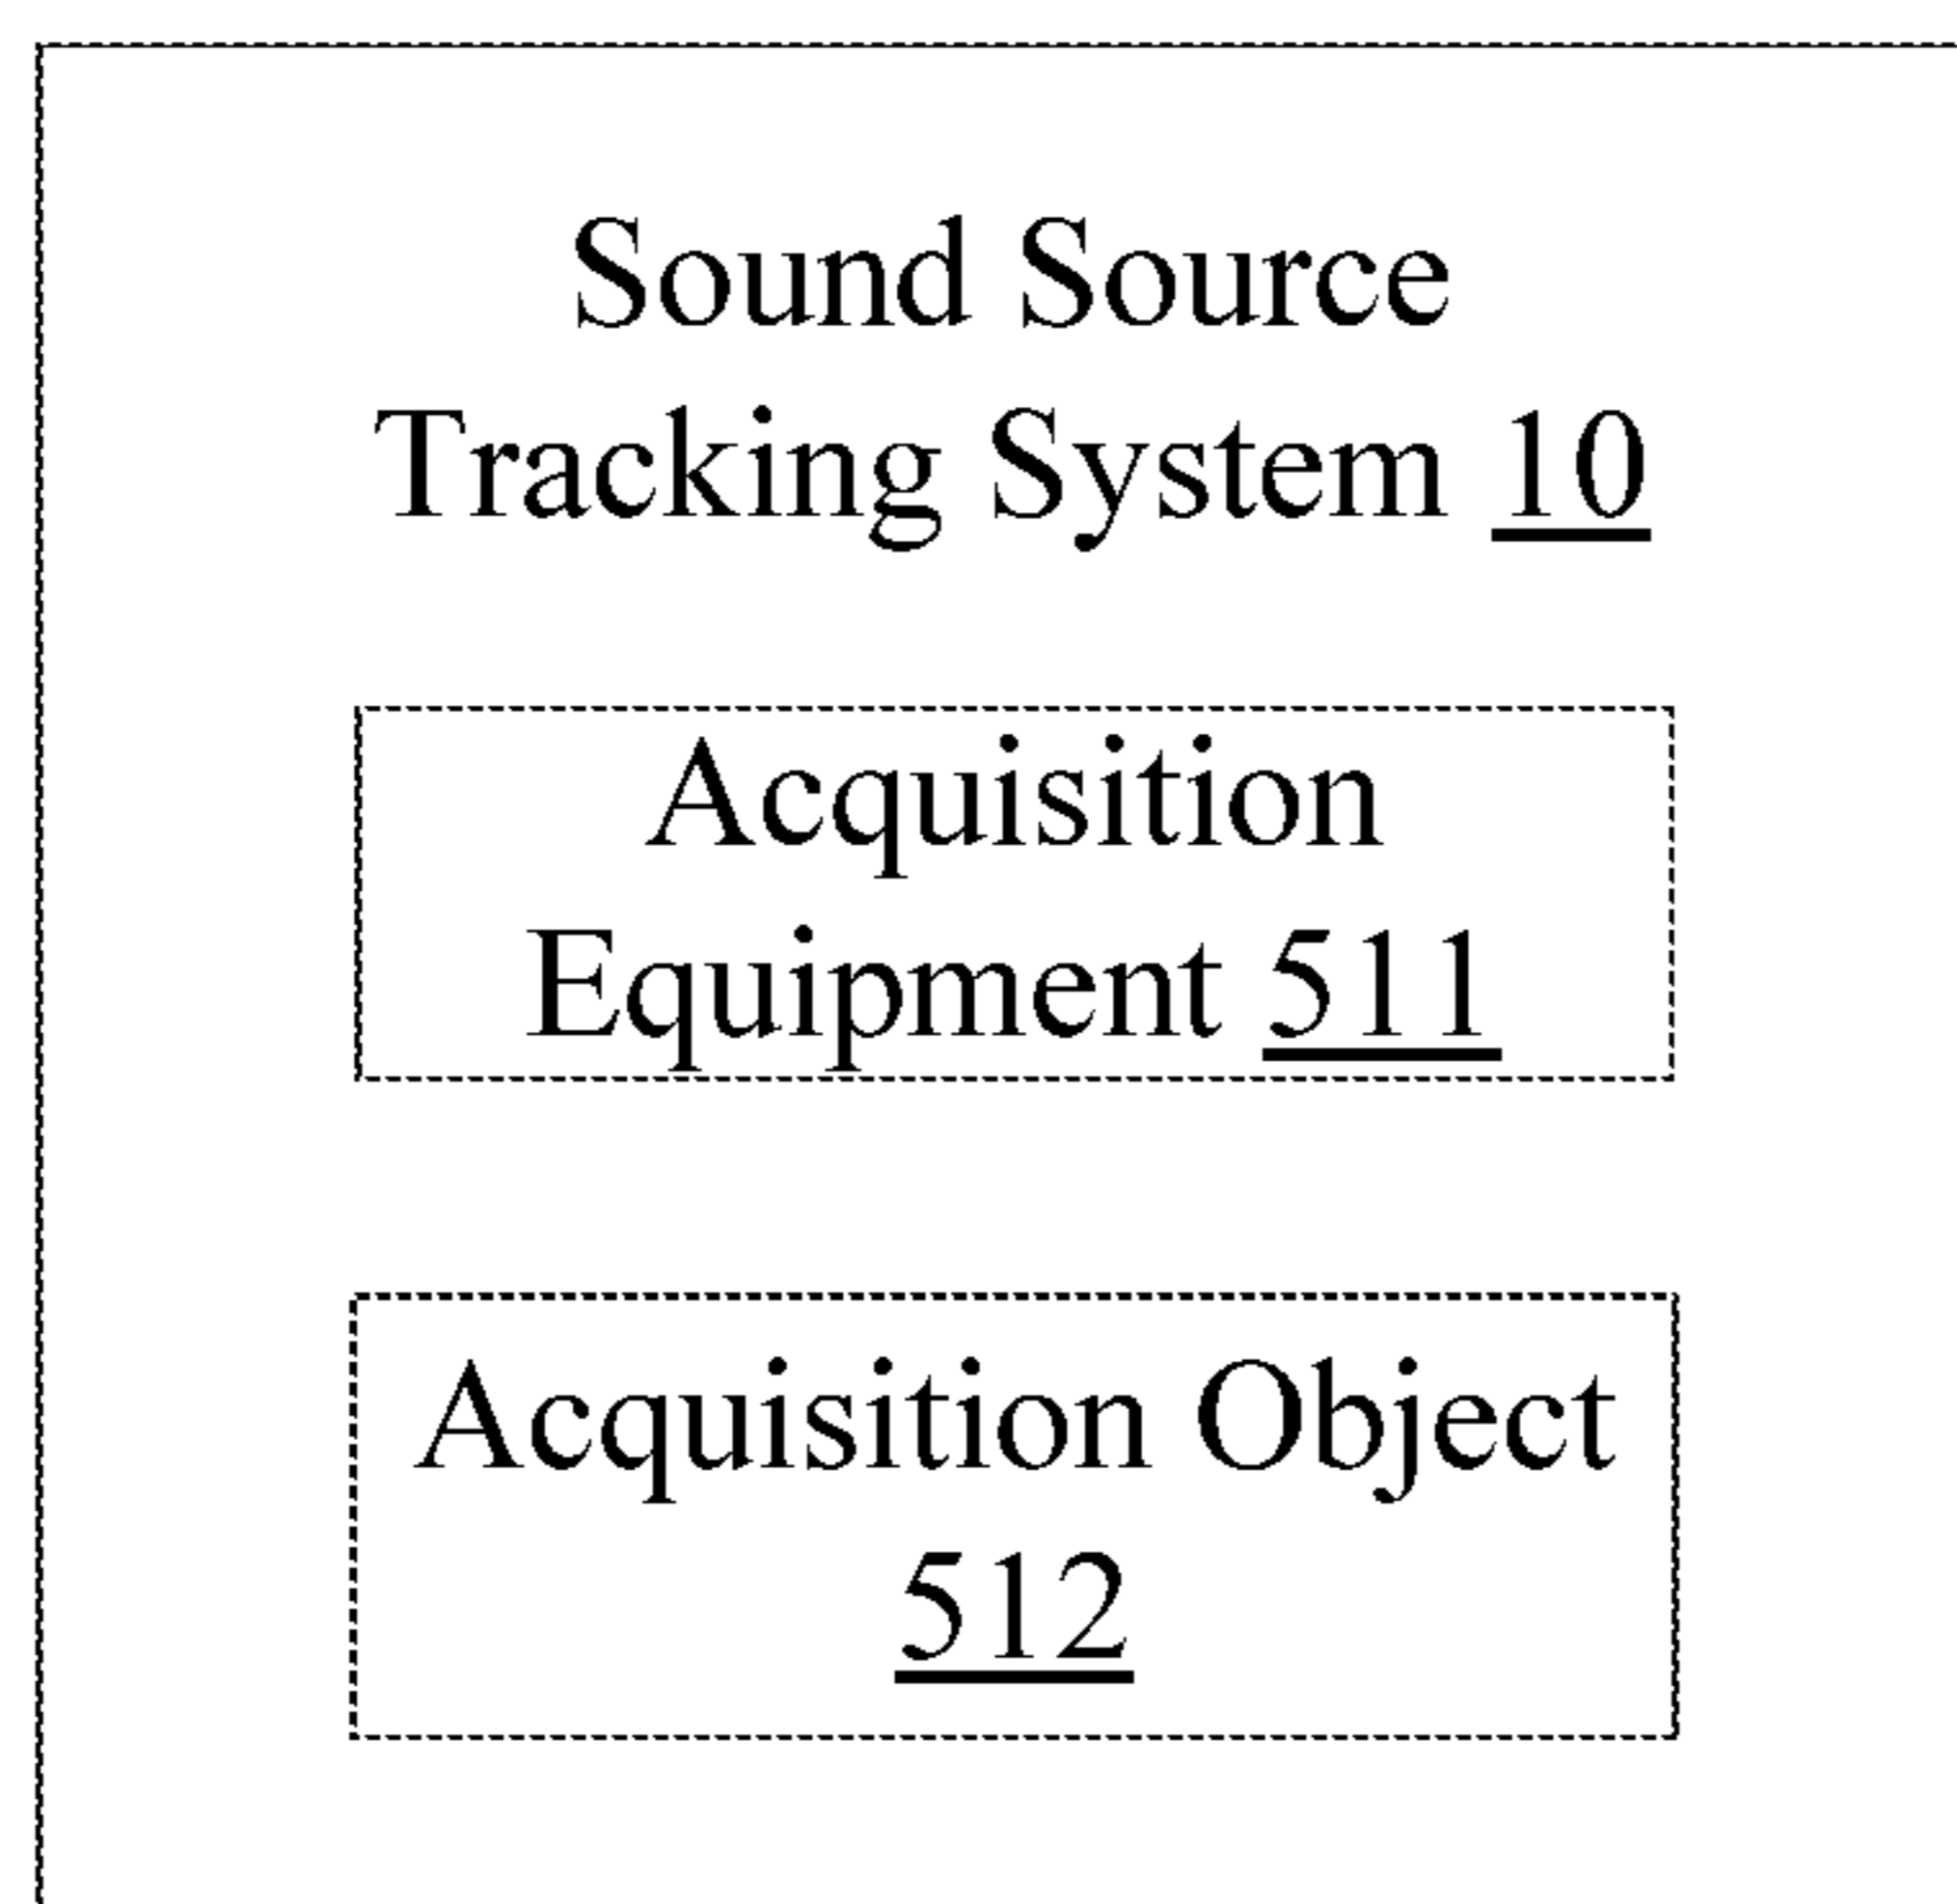 Sound Source
Tracking System 10
Acquisition
Equipment 511
Acquisition Object
512